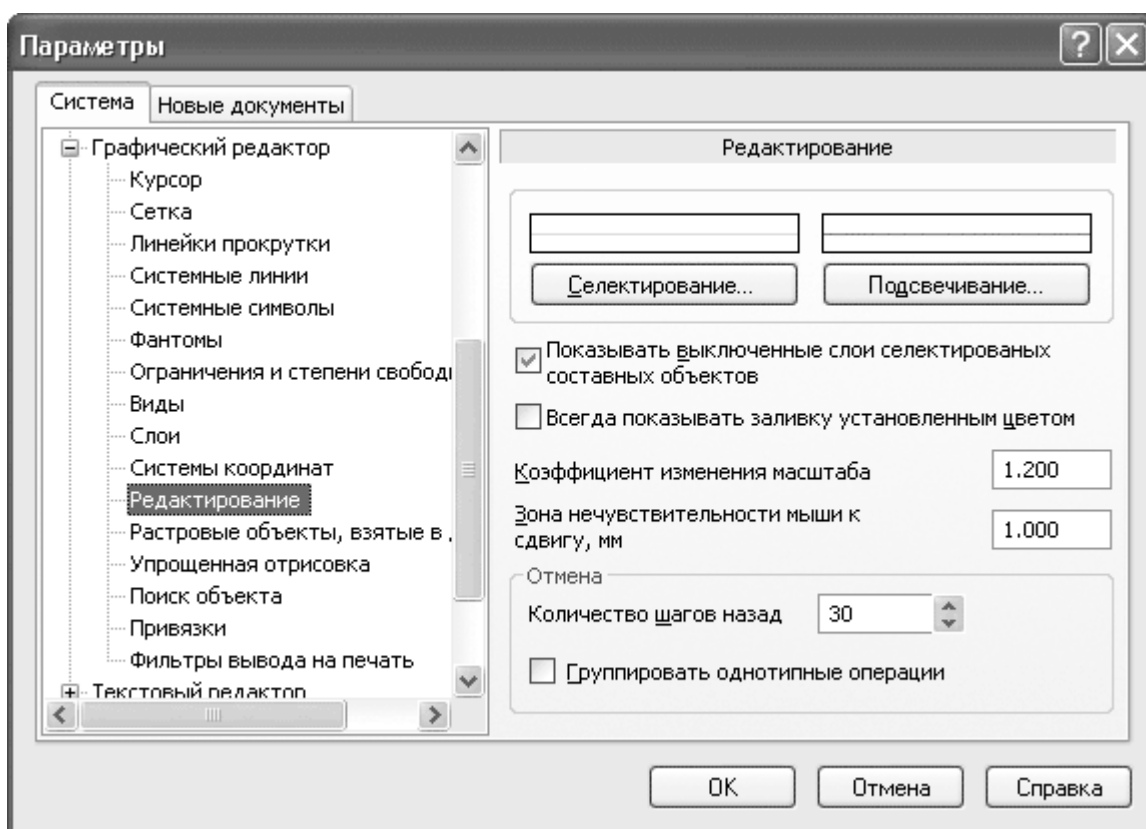 Параметры
Система
Новые документы
Графический редактор
Курсор
Сетка
Линейки прокрутки
Системные линии
Системные символы
Фантомы
Ограничения и степени свободы
Виды
Слои
Системы координат
Редактирование
Растровые объекты, взятые в .
Упрощенная отрисовка
Поиск объекта
Привязки
Фильтры вывода на печать
Текстовый редактор
Редактирование
Селектирование...
Подсвечивание...
Показывать выключенные слои селектированых
составных объектов
Всегда показывать заливку установленным цветом
Коэффициент изменения масштаба
1.200
Зона нечувствительности мыши к
сдвигу, мм
1.000
Отмена
Количество шагов назад
30
Группировать однотипные операции
OK
Отмена
Справка